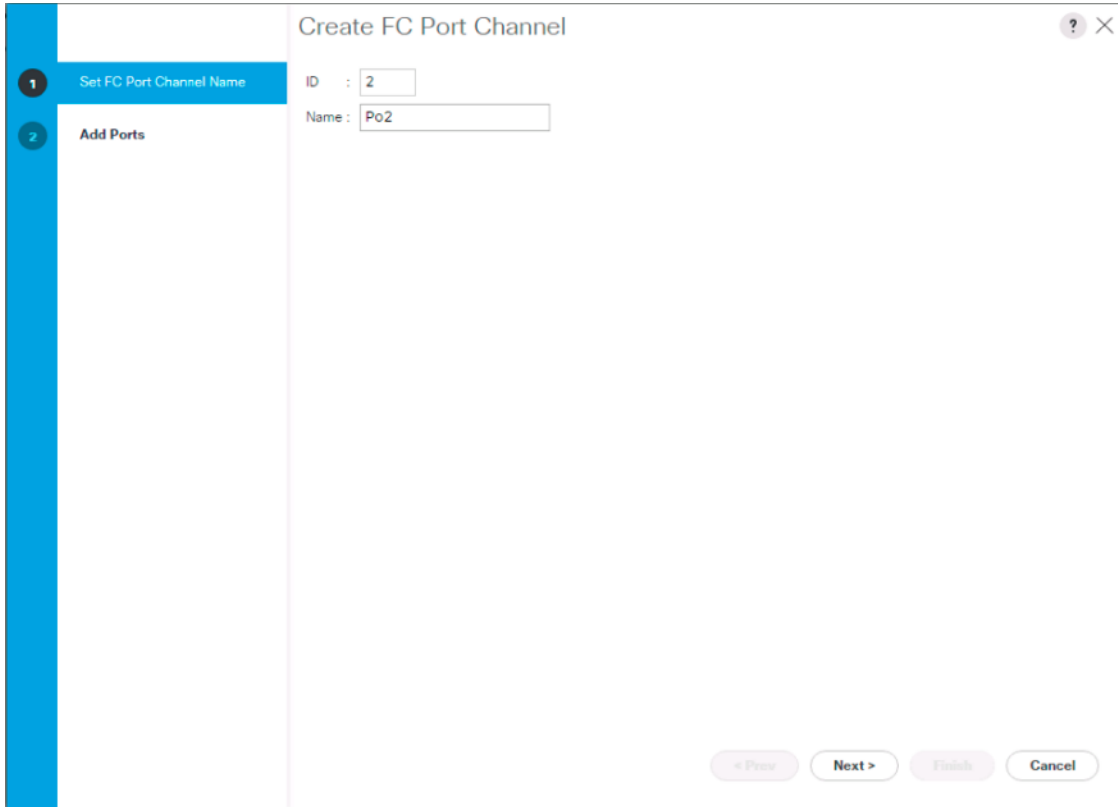 Create FC Port Channel
?
1
Set FC Port Channel Name
ID : 2
Name : Po2
2
Add Ports
< Prev
Next >
Finish
Cancel